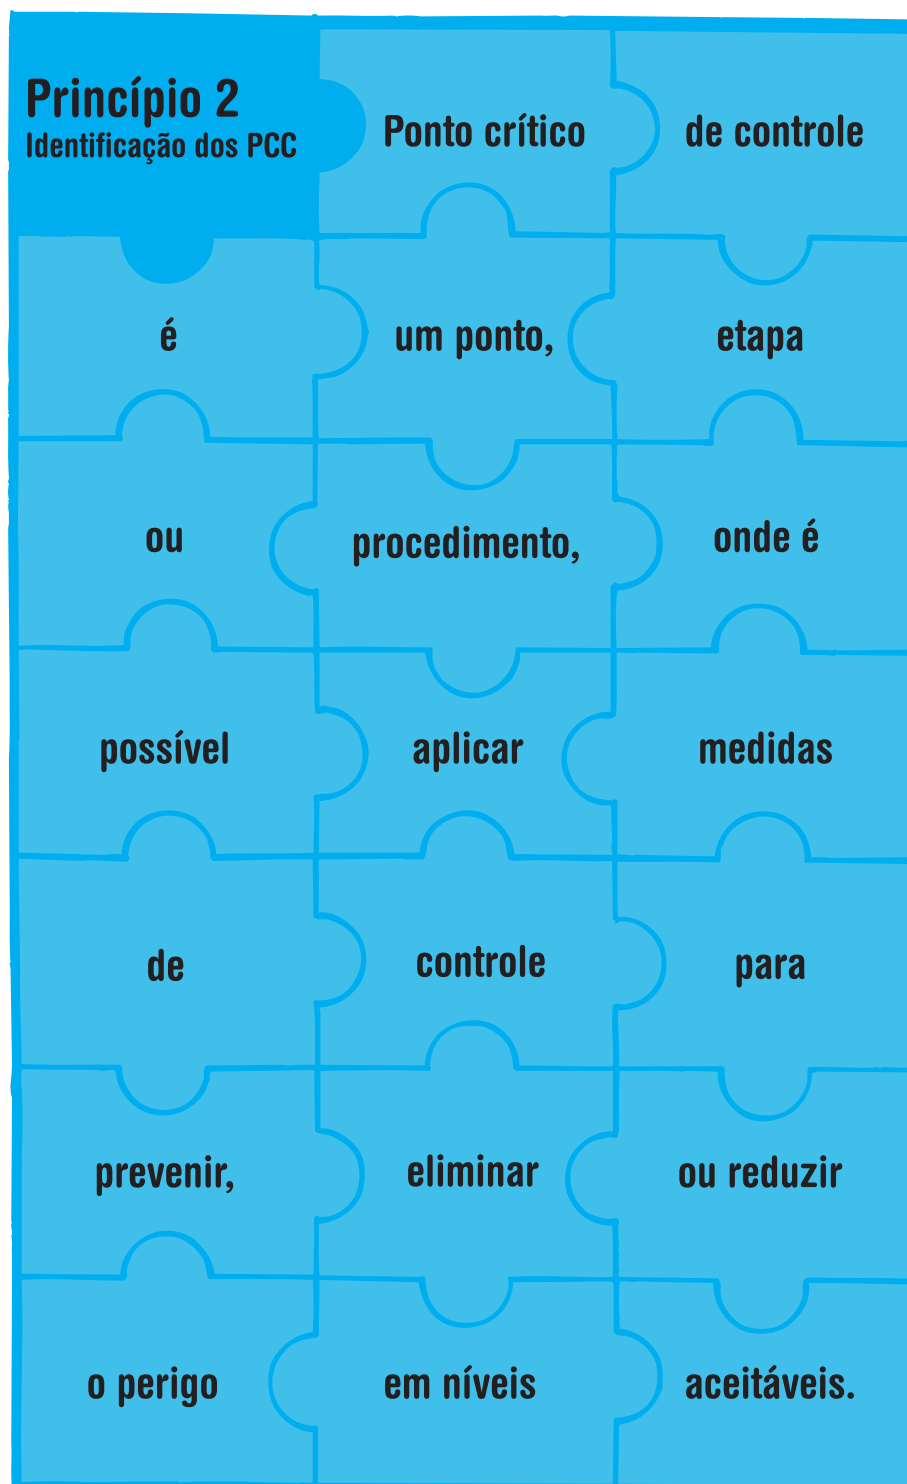 Princípio 2
Identificação dos PCC
Ponto crítico
de controle
é
um ponto,
etapa
ou
procedimento,
onde é
possível
aplicar
medidas
de
controle
para
prevenir,
eliminar
ou reduzir
o perigo
em níveis
aceitáveis.